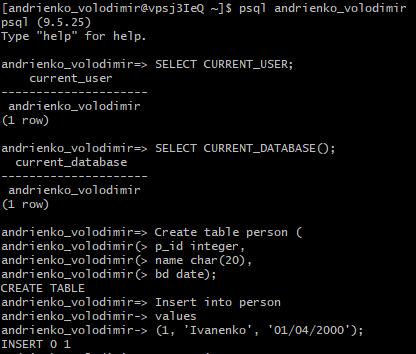 [andrienko_volodimir@vpsj3IeQ ~]$ psql andrienko_volodimir
psql (9.5.25)
Type "help" for help.

andrienko_volodimir=> SELECT CURRENT_USER;
    current_user
---------------------
 andrienko_volodimir
(1 row)

andrienko_volodimir=> SELECT CURRENT_DATABASE();
  current_database
---------------------
 andrienko_volodimir
(1 row)

andrienko_volodimir=> Create table person (
andrienko_volodimir(> p_id integer,
andrienko_volodimir(> name char(20),
andrienko_volodimir(> bd date);
CREATE TABLE
andrienko_volodimir=> Insert into person
andrienko_volodimir-> values
andrienko_volodimir-> (1, 'Ivanenko', '01/04/2000');
INSERT 0 1